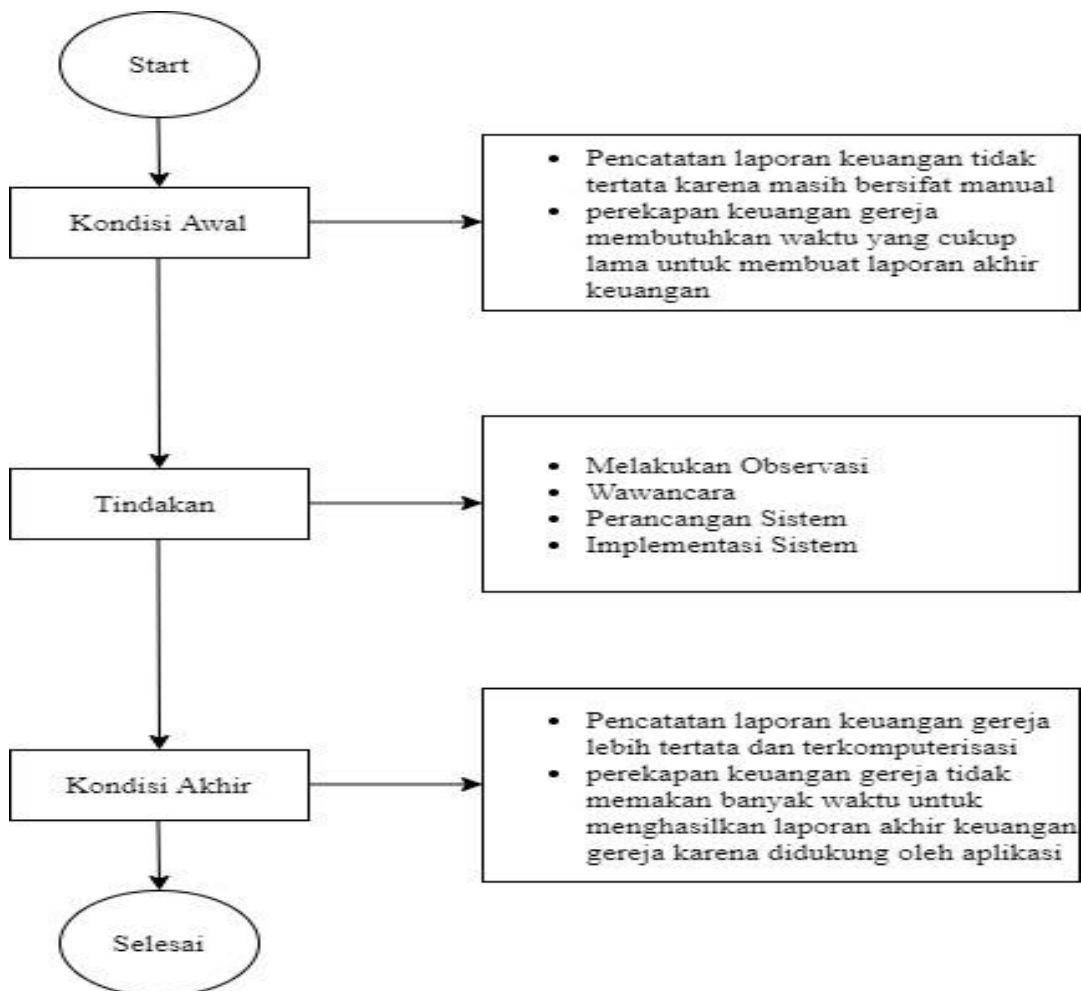 Start
Kondisi Awal
• Pencatatan laporan keuangan tidak
tertata karena masih bersifat manual
• perekapan keuangan gereja
membutuhkan waktu yang cukup
lama untuk membuat laporan akhir
keuangan
Tindakan
• Melakukan Observasi
• Wawancara
• Perancangan Sistem
• Implementasi Sistem
Kondisi Akhir
• Pencatatan laporan keuangan gereja
lebih tertata dan terkomputerisasi
• perekapan keuangan gereja tidak
memakan banyak waktu untuk
menghasilkan laporan akhir keuangan
gereja karena didukung oleh aplikasi
Selesai